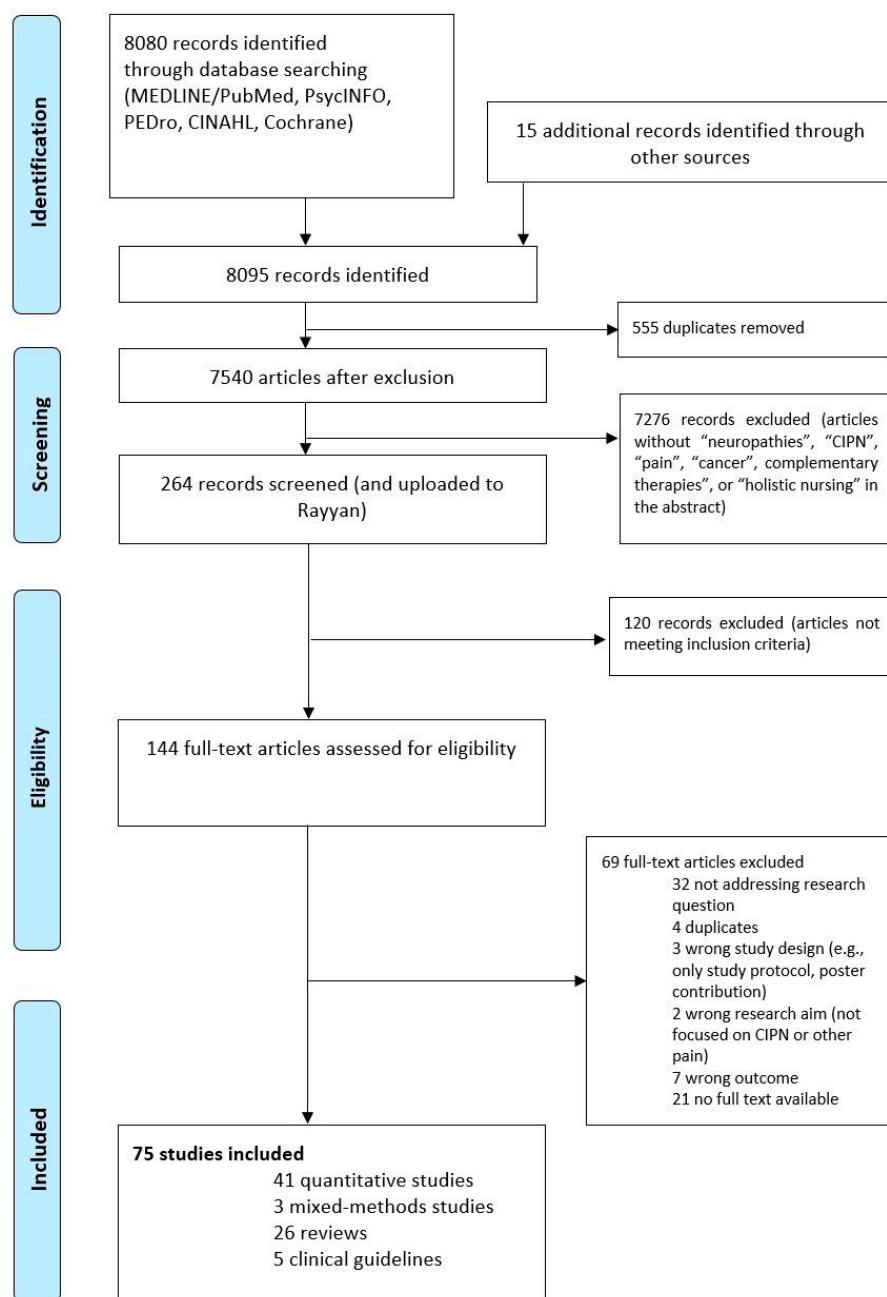 Identification
8080 records identified
through database searching
(MEDLINE/PubMed, PsycINFO,
PEDro, CINAHL, Cochrane)
15 additional records identified through
other sources
8095 records identified
555 duplicates removed
Screening
7540 articles after exclusion
7276 records excluded (articles
without “neuropathies”, “CIPN”,
“pain”, “cancer”, complementary
therapies”, or “holistic nursing” in
the abstract)
264 records screened (and uploaded to
Rayyan)
120 records excluded (articles not
meeting inclusion criteria)
Eligibility
144 full-text articles assessed for eligibility
69 full-text articles excluded
32 not addressing research
question
4 duplicates
3 wrong study design (e.g.,
only study protocol, poster
contribution)
2 wrong research aim (not
focused on CIPN or other
pain)
7 wrong outcome
21 no full text available
Included
75 studies included
41 quantitative studies
3 mixed-methods studies
26 reviews
5 clinical guidelines